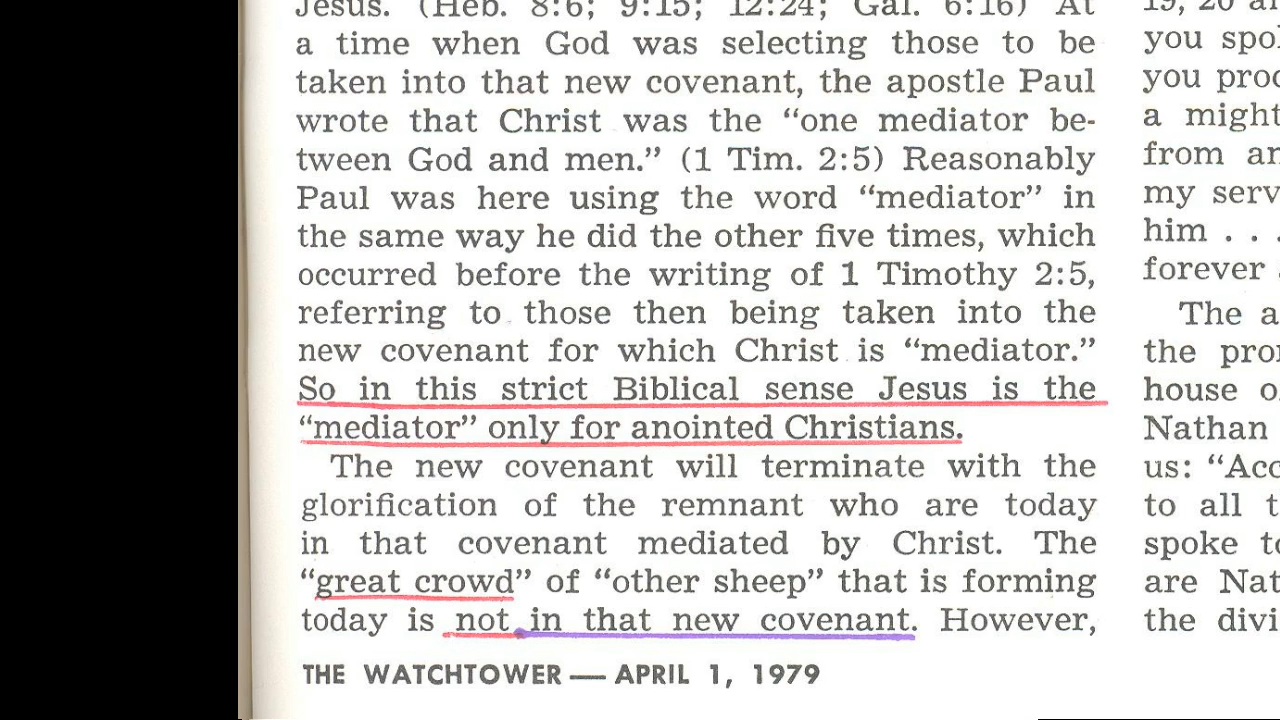 Jesus. (Heb. 8:6; 9:15; 12:24; Gal. 6:16) At
a time when God was selecting those to be
taken into that new covenant, the apostle Paul
wrote that Christ was the “one mediator be-
tween God and men.” (1 Tim. 2:5) Reasonably
Paul was here using the word “mediator” in
the same way he did the other five times, which
occurred before the writing of 1 Timothy 2:5,
referring to those then being taken into the
new covenant for which Christ is “mediator.”
So in this strict Biblical sense Jesus is the
“mediator” only for anointed Christians.
The new covenant will terminate with the
glorification of the remnant who are today
in that covenant mediated by Christ. The
“great crowd” of “other sheep” that is forming
today is not in that new covenant. However,
THE WATCHTOWER—APRIL 1, 1979
19, 20
you
you
a might
from
my
him . . .
forever
The
the
house
Nathan
us:
to all
spoke
are
the